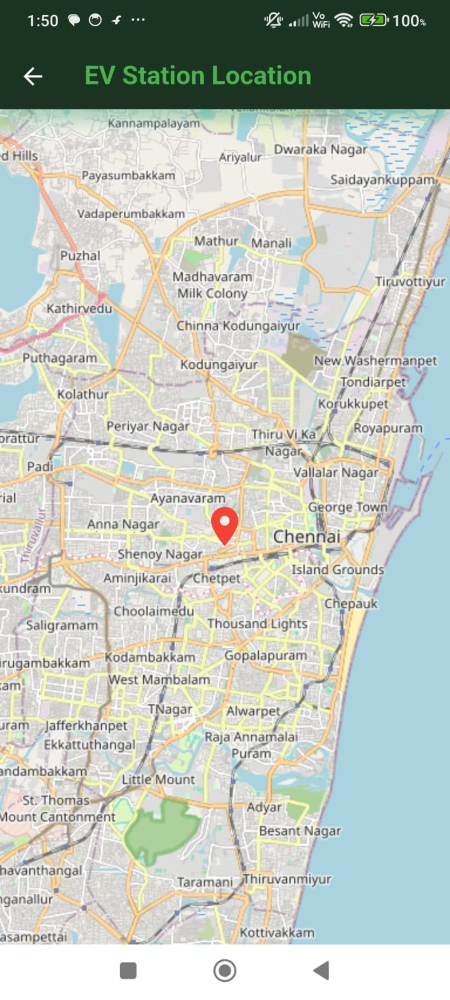 1:50
Vo
WiFi
100%
EV Station Location
Kannampalayam
Dwaraka Nagar
d Hills
Ariyalur
Payasumbakkam
Saidayankuppam
Vadaperumbakkam
Mathur
Manali
Puzhal
Madhavaram
Milk Colony
Tiruvottiyur
Kathirvedu
Chinna Kodungaiyur
Puthagaram
Kodungaiyur
New Washermanpet
Tondiarpet
Kolathur
Korukkupet
Periyar Nagar
Royapuram
orattur
Thiru Vi Ka
Nagar
Padi
Vallalar Nagar
rial
Ayanavaram
George Town
Anna Nagar
Thiruvallur
Chennai
Shenoy Nagar
Island Grounds
Aminjikarai
Chetpet
kundram
Chepauk
Choolaimedu
Saligramam
Thousand Lights
irugambakkam
Kodambakkam
Gopalapuram
kam
West Mambalam
TNagar
Alwarpet
uram
Jafferkhanpet
Raja Annamalai
Puram
Ekkattuthangal
andambakkam
Little Mount
St. Thomas
Mount Cantonment
Adyar
Besant Nagar
havanthangal
Taramani
Thiruvanmiyur
nganallur
Kottivakkam
asampettai